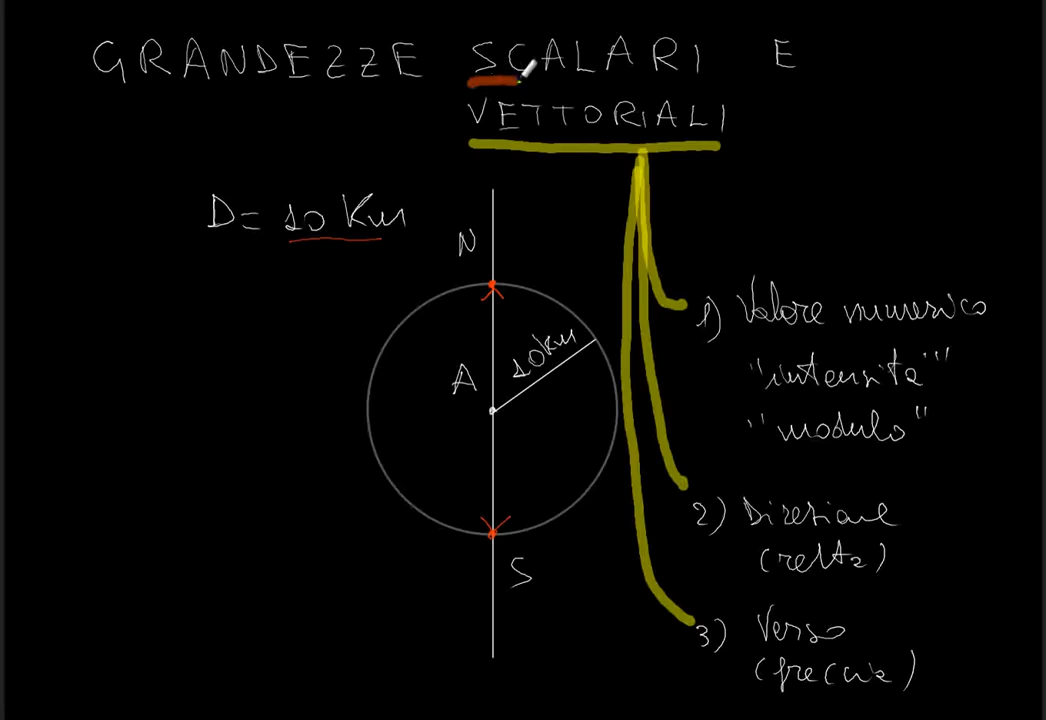 GRANDEZZE SCALARI E
VETTORIALI
D= 10 Km
N
A
10km
S
1) Valore numerico
"intensità"
"modulo"
2) Direzione
(retta)
3) Verso
(freccia)